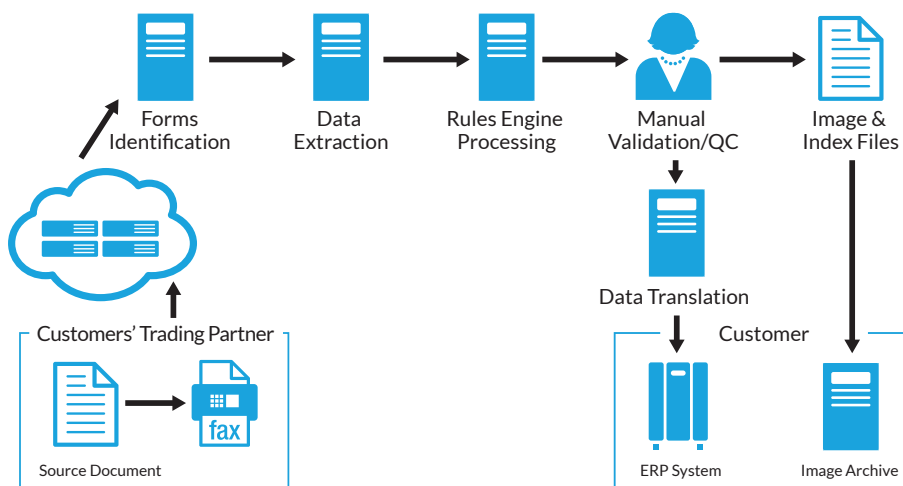 Forms
Identification
Data
Extraction
Rules Engine
Processing
Manual
Validation/QC
Image &
Index Files
Data Translation
Customers’ Trading Partner
Customer
fax
Source Document
ERP System
Image Archive